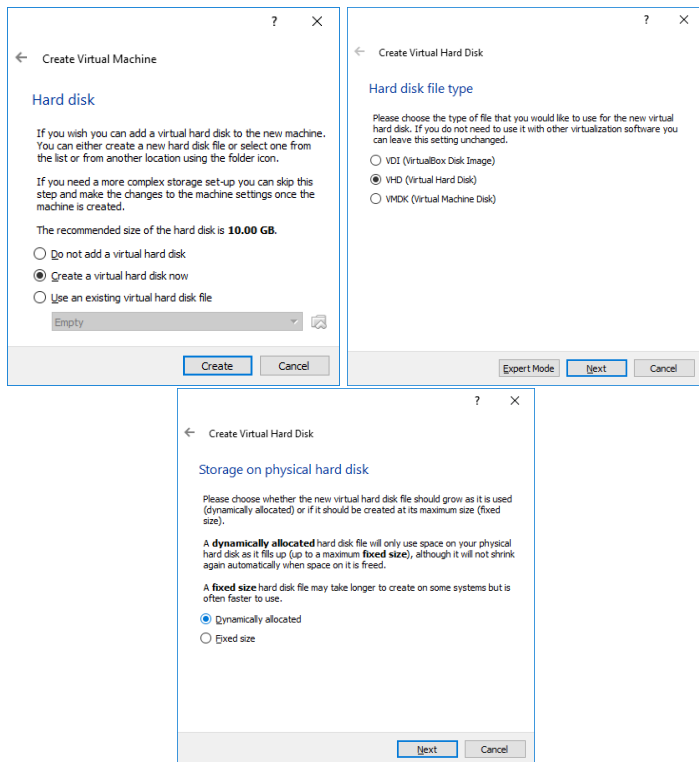 ?
Create Virtual Machine
Hard disk
If you wish you can add a virtual hard disk to the new machine.
You can either create a new hard disk file or select one from
the list or from another location using the folder icon.
If you need a more complex storage set-up you can skip this
step and make the changes to the machine settings once the
machine is created.
The recommended size of the hard disk is 10.00 GB.
Do not add a virtual hard disk
Create a virtual hard disk now
Use an existing virtual hard disk file
Empty
Create Cancel
?
Create Virtual Hard Disk
Hard disk file type
Please choose the type of file that you would like to use for the new virtual
hard disk. If you do not need to use it with other virtualization software you
can leave this setting unchanged.
VDI (VirtualBox Disk Image)
VHD (Virtual Hard Disk)
VMDK (Virtual Machine Disk)
Expert Mode Next Cancel
?
Create Virtual Hard Disk
Storage on physical hard disk
Please choose whether the new virtual hard disk file should grow as it is used
(dynamically allocated) or if it should be created at its maximum size (fixed
size).
A dynamically allocated hard disk file will only use space on your physical
hard disk as it fills up (up to a maximum fixed size), although it will not shrink
again automatically when space on it is freed.
A fixed size hard disk file may take longer to create on some systems but is
often faster to use.
Dynamically allocated
Fixed size
Next Cancel